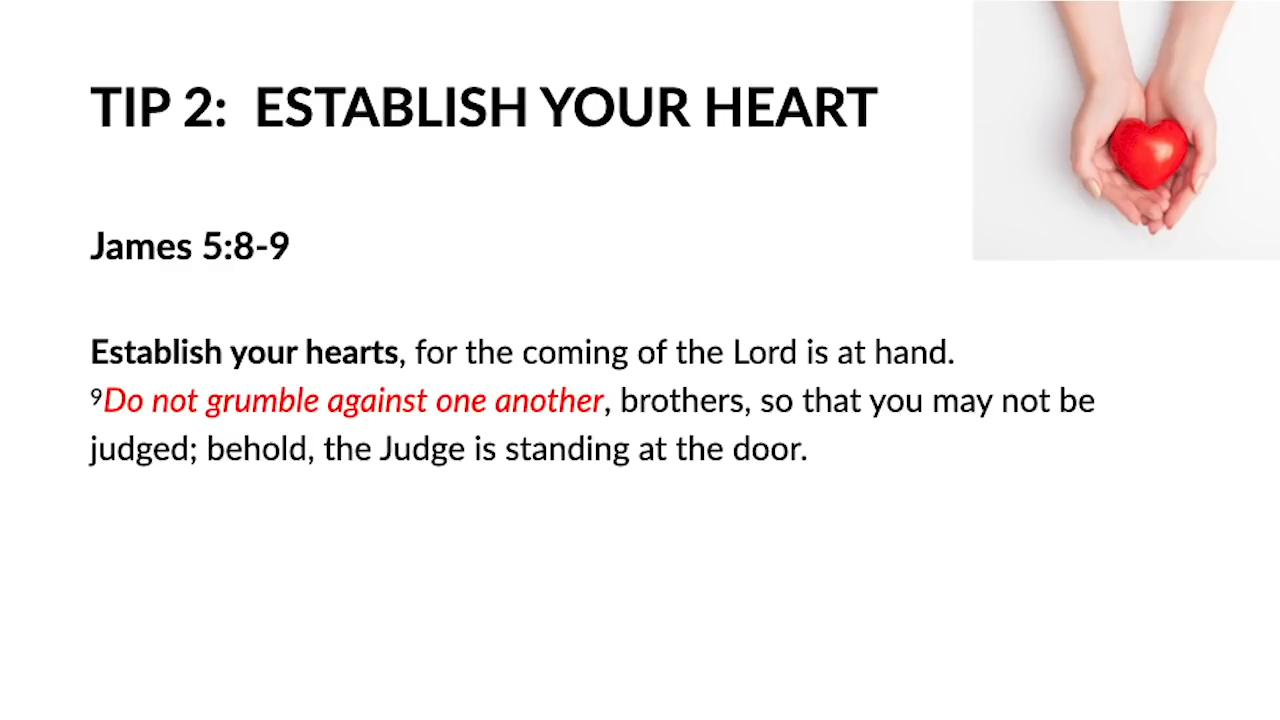 TIP 2: ESTABLISH YOUR HEART
James 5:8-9
Establish your hearts, for the coming of the Lord is at hand.
⁹Do not grumble against one another, brothers, so that you may not be
judged; behold, the Judge is standing at the door.